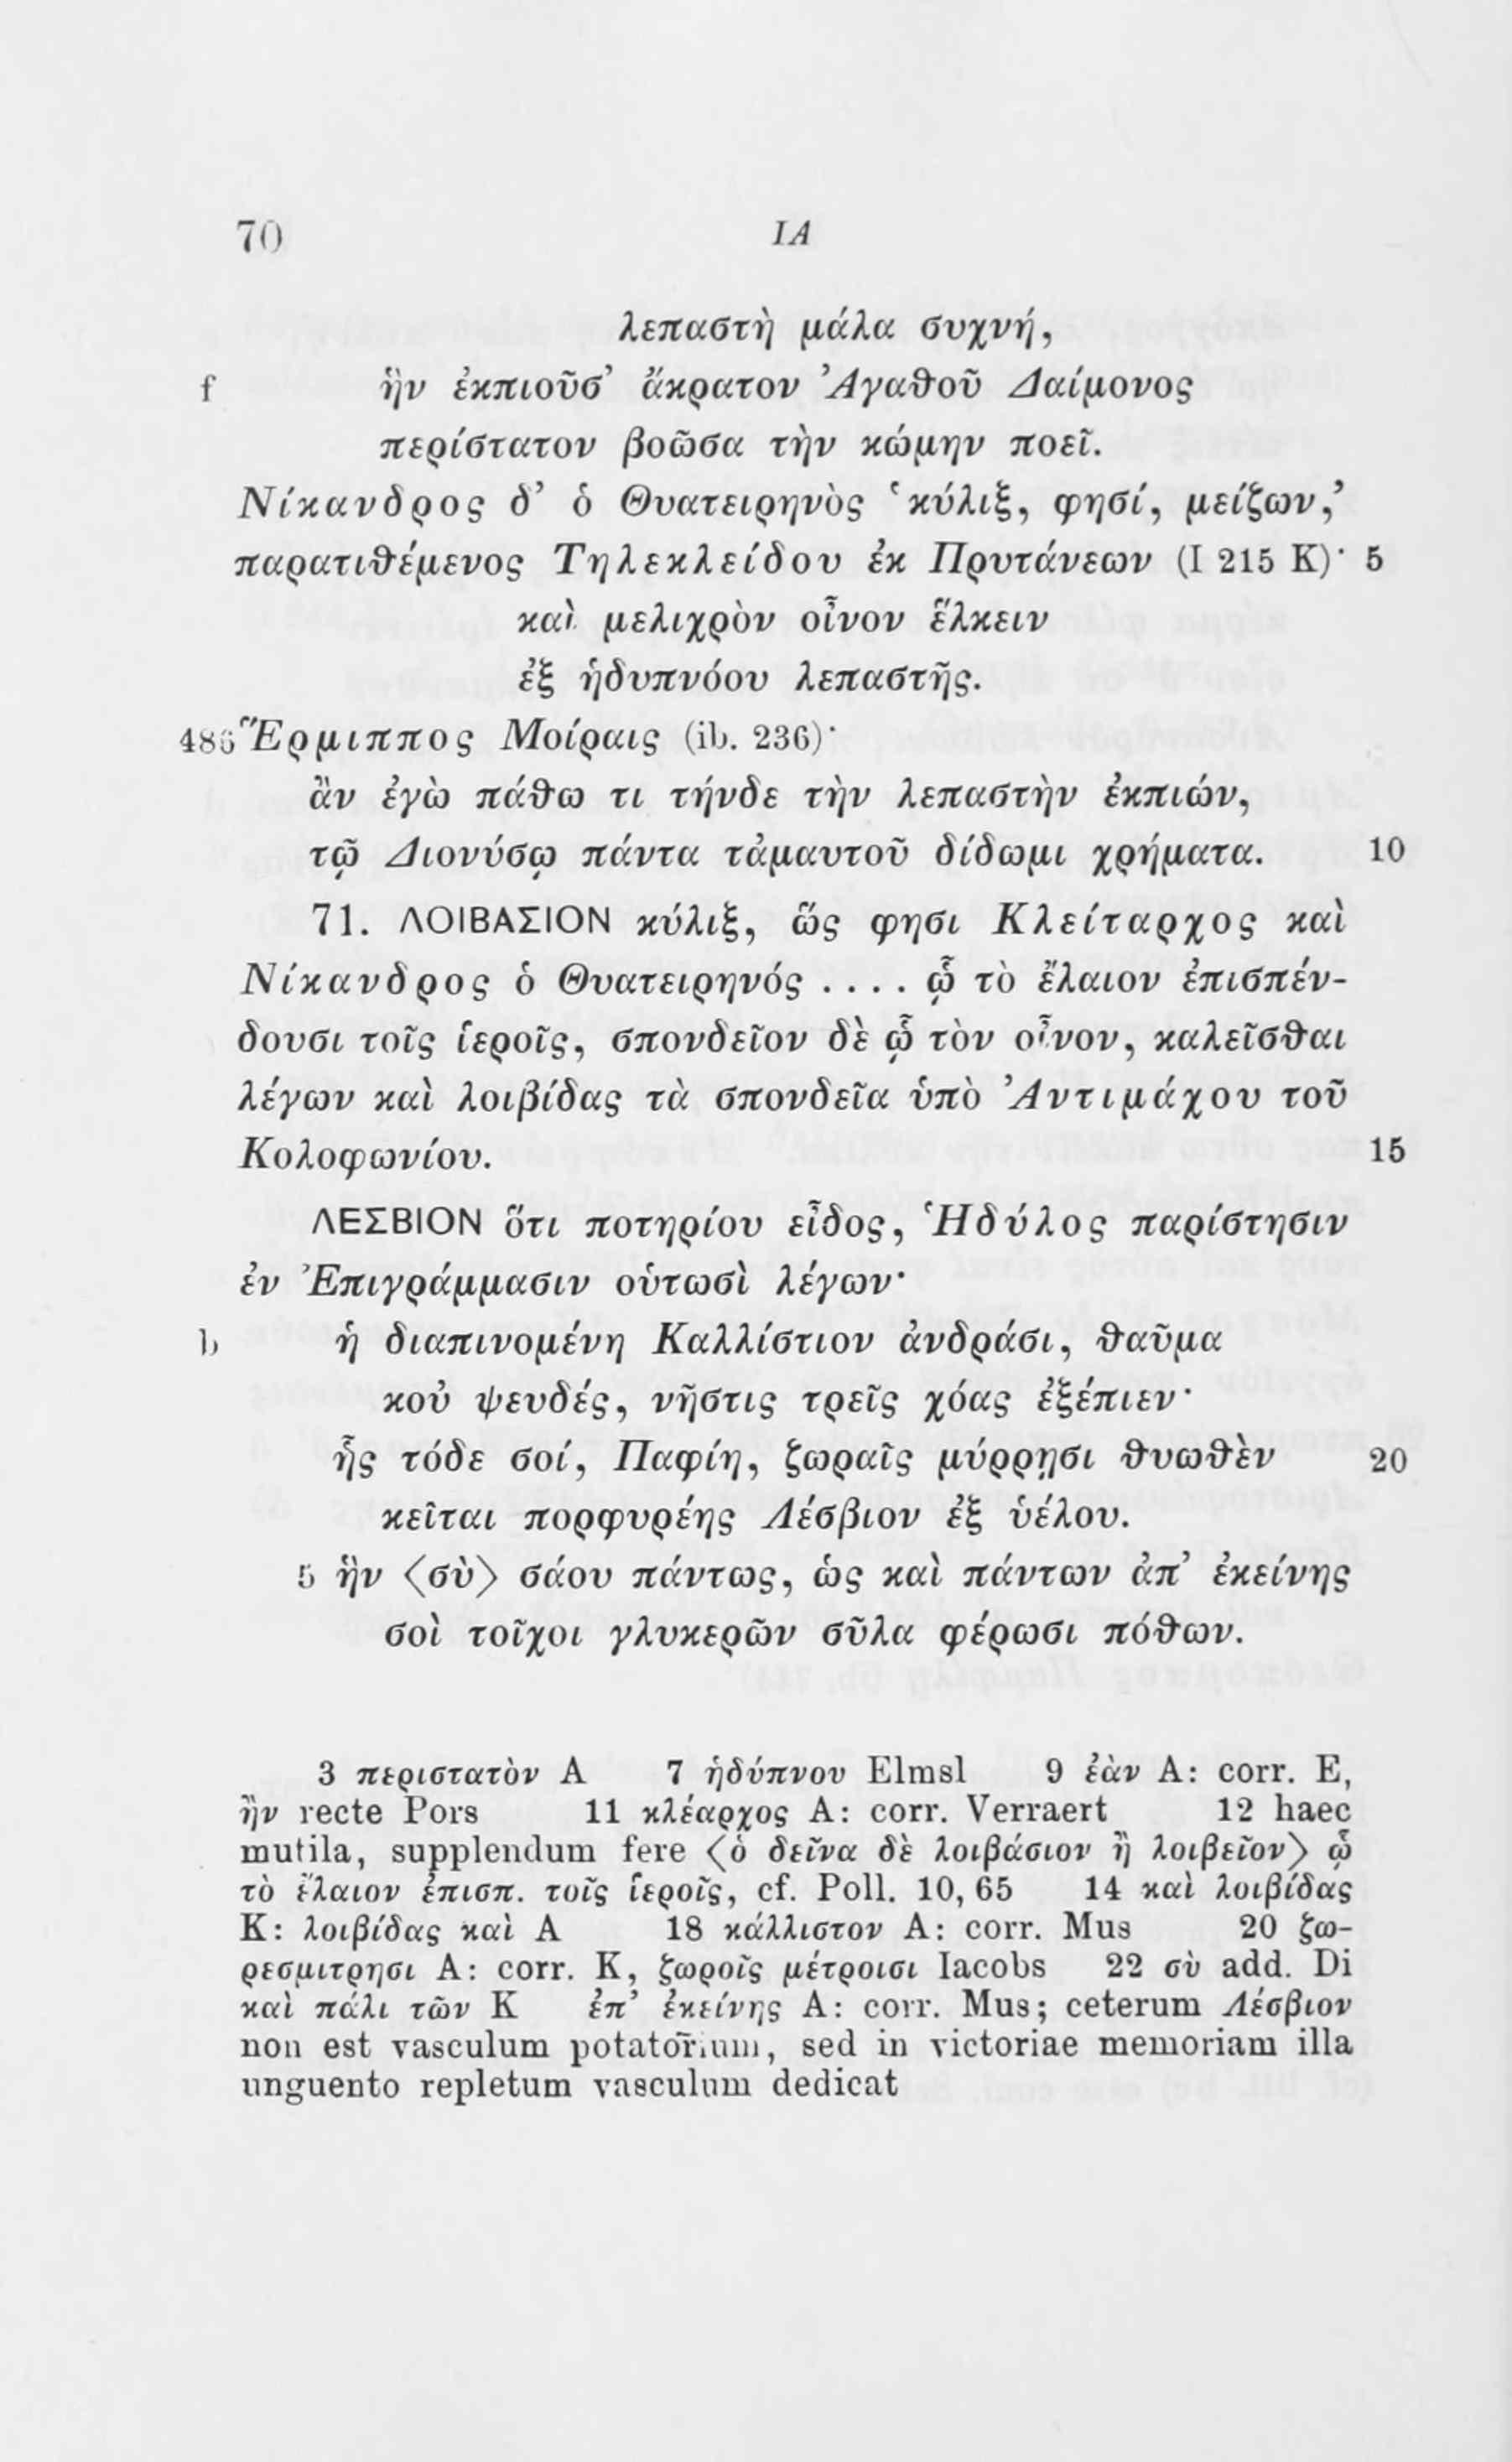 70 ΙΑ
λεπαστὴ μάλα συχνή,
f ἣν ἐκπιοῦσ’ ἄκρατον Ἀγαθοῦ Δαίμονος
περίστατον βοῶσα τὴν κώμην ποεῖ.
Νίκανδρος δ’ ὁ Θυατειρηνὸς ‘κύλιξ, φησί, μείζων,’
παρατιθέμενος Τηλεκλείδου ἐκ Πρυτάνεων (I 215 K)· 5
καὶ μελιχρὸν οἶνον ἕλκειν
ἐξ ἡδυπνόου λεπαστῆς.
486 Ἕρμιππος Μοίραις (ib. 236)·
ἂν ἐγὼ πάθω τι τήνδε τὴν λεπαστὴν ἐκπιών,
τῷ Διονύσῳ πάντα τἀμαυτοῦ δίδωμι χρήματα. 10
71. ΛΟΙΒΑΣΙΟΝ κύλιξ, ὥς φησι Κλείταρχος καὶ
Νίκανδρος ὁ Θυατειρηνός .... ᾧ τὸ ἔλαιον ἐπισπέν-
δουσι τοῖς ἱεροῖς, σπονδεῖον δὲ ᾧ τὸν οἶνον, καλεῖσθαι
λέγων καὶ λοιβίδας τὰ σπονδεῖα ὑπὸ Ἀντιμάχου τοῦ
Κολοφωνίου. 15
ΛΕΣΒΙΟΝ ὅτι ποτηρίου εἶδος, Ἡδύλος παρίστησιν
ἐν Ἐπιγράμμασιν οὑτωσὶ λέγων·
b ἡ διαπινομένη Καλλίστιον ἀνδράσι, θαῦμα
κοὐ ψευδές, νῆστις τρεῖς χόας ἐξέπιεν·
ἧς τόδε σοί, Παφίη, ζωραῖς μύρρῃσι θυωθὲν 20
κεῖται πορφυρέης Λέσβιον ἐξ ὑέλου.
5 ἣν <σὺ> σάου πάντως, ὡς καὶ πάντων ἀπ’ ἐκείνης
σοὶ τοῖχοι γλυκερῶν σῦλα φέρωσι πόθων.
3 περιστατὸν A 7 ἡδύπνου Elmsl 9 ἐὰν A: corr. E,
ἢν recte Pors 11 κλέαρχος A: corr. Verraert 12 haec
mutila, supplendum fere <ὁ δεῖνα δὲ λοιβάσιον ἢ λοιβεῖον> ᾧ
τὸ ἔλαιον ἐπισπ. τοῖς ἱεροῖς, cf. Poll. 10, 65 14 καὶ λοιβίδας
K: λοιβίδας καὶ A 18 κάλλιστον A: corr. Mus 20 ζω-
ρεσμιτρησι A: corr. K, ζωροῖς μέτροισι Iacobs 22 σὺ add. Di
καὶ πάλι τῶν K ἐπ’ ἐκείνης A: corr. Mus; ceterum Λέσβιον
non est vasculum potatorium, sed in victoriae memoriam illa
unguento repletum vasculum dedicat